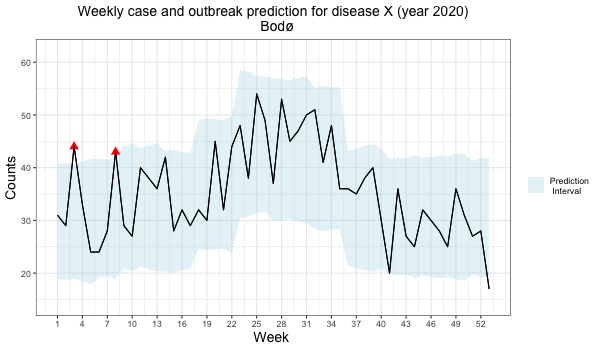 Weekly case and outbreak prediction for disease X (year 2020)
Bodø
60
50
40
30
20
Counts
1 4 7 10 13 16 19 22 25 28 31 34 37 40 43 46 49 52
Week
Prediction
Interval